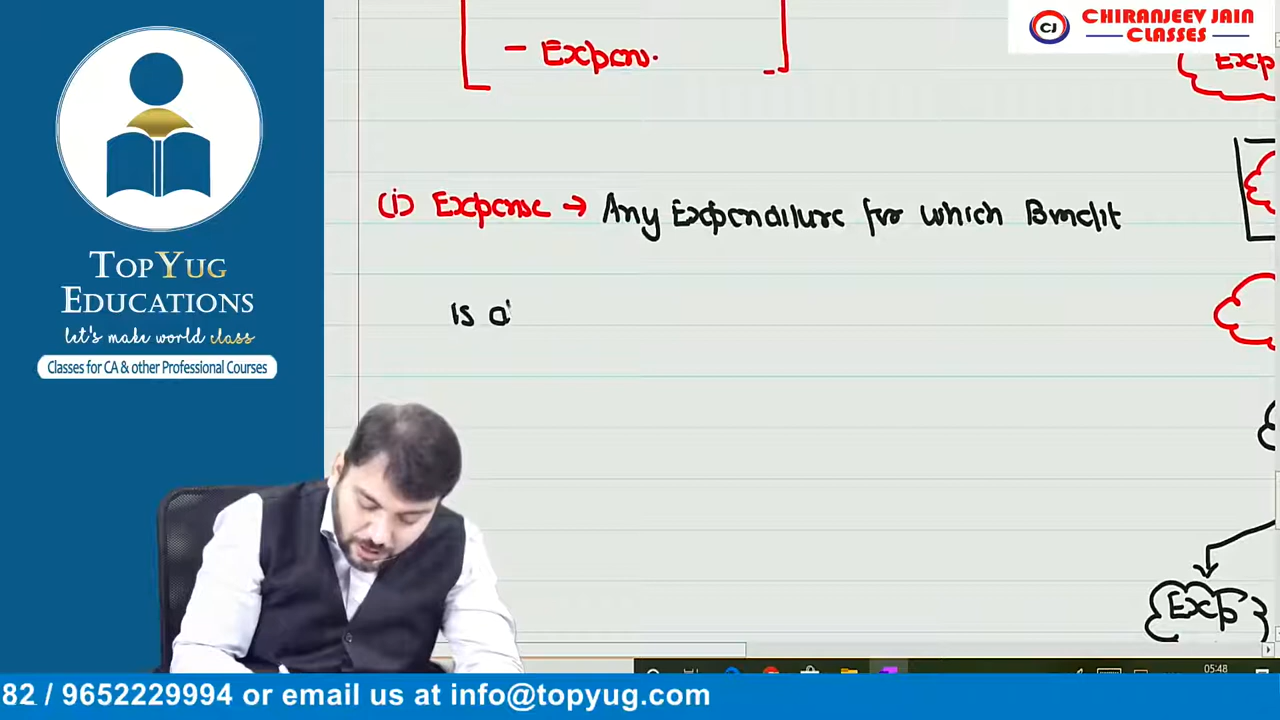 CHIRANJEEV JAIN
CLASSES
CJ
- Expens.
Exp
(i) Expense → Any Expenditure for which Benefit
is a
TOPYUG
EDUCATIONS
let's make world class
Classes for CA & other Professional Courses
Exp
05:48
82 / 9652229994 or email us at info@topyug.com